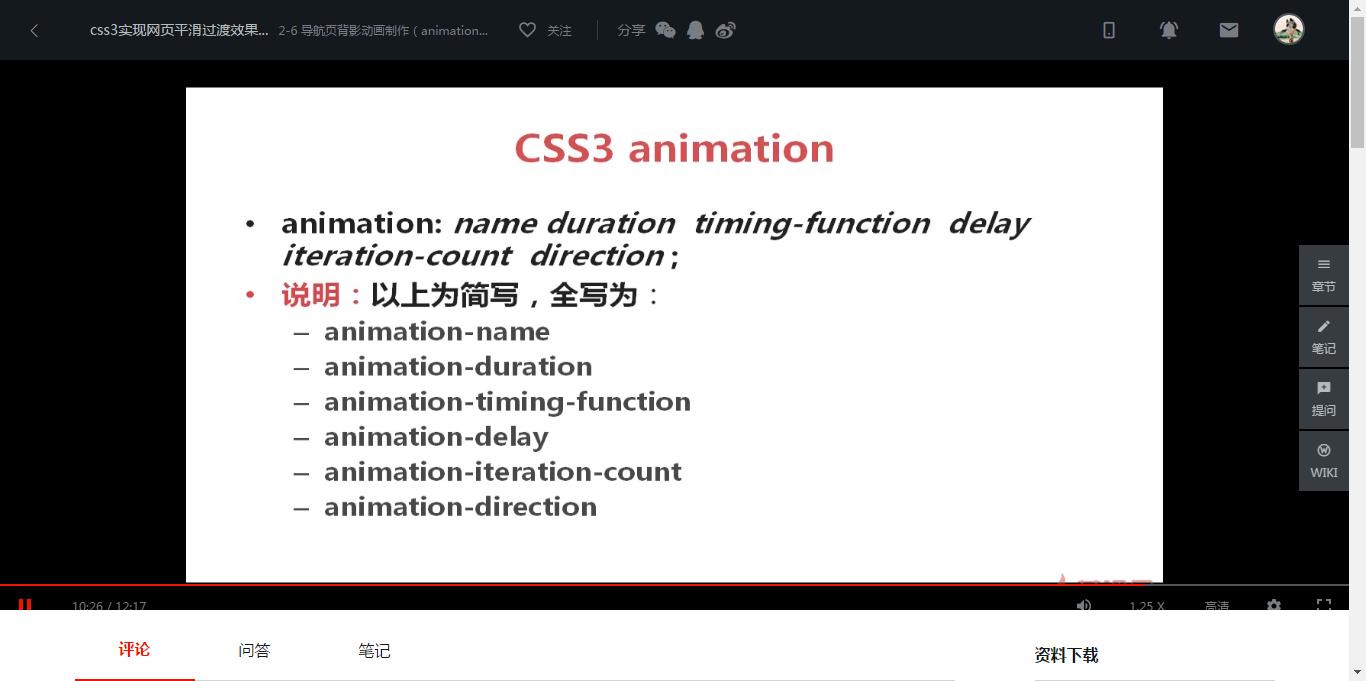 css3实现网页平滑过渡效果... 2-6 导航页背影动画制作 ( animation... 关注 分享
CSS3 animation
• animation: name duration timing-function delay
iteration-count direction ;
• 说明：以上为简写，全写为：
– animation-name
– animation-duration
– animation-timing-function
– animation-delay
– animation-iteration-count
– animation-direction
章节
笔记
提问
WIKI
10:26 / 12:17 1.25 X 高清
评论 问答 笔记
资料下载